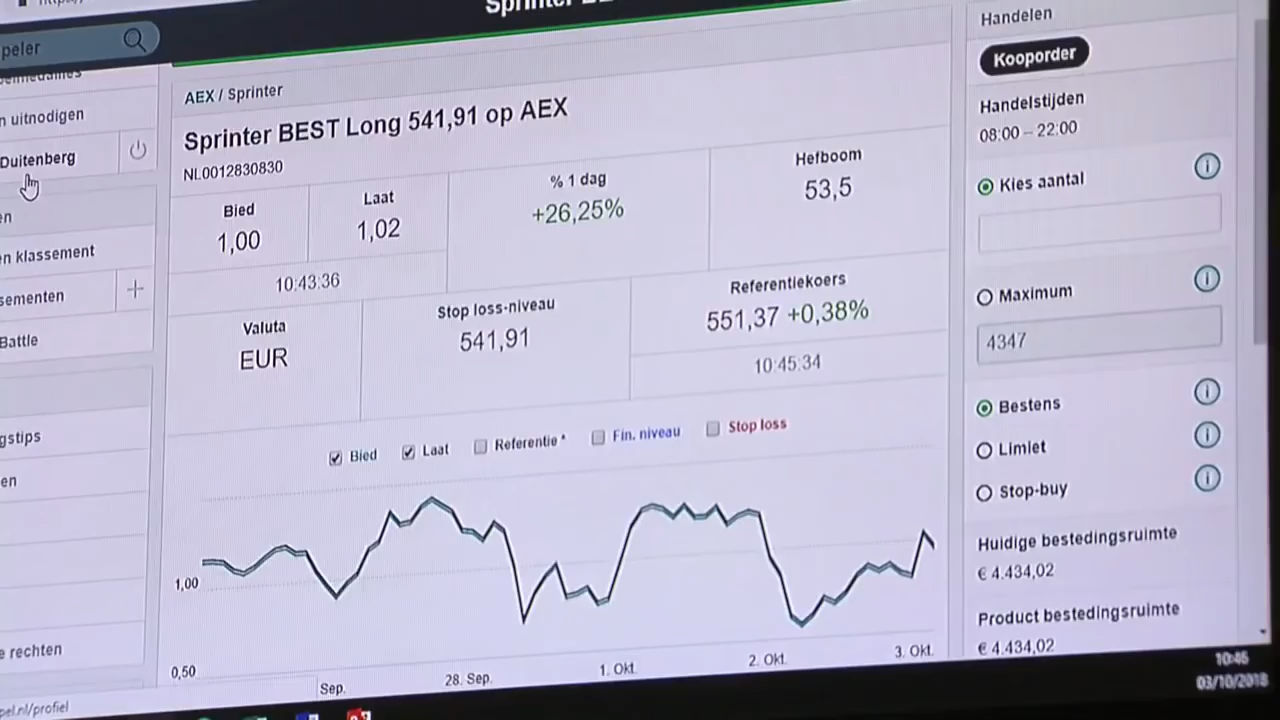 peler
n uitnodigen
Duitenberg
en
n klassement
sementen
Battle
gstips
en
e rechten
pel.nl/profiel
AEX / Sprinter
Sprinter BEST Long 541,91 op AEX
NL0012830830
Bied
1,00
Laat
1,02
10:43:36
% 1 dag
+26,25%
Hefboom
53,5
Valuta
EUR
Stop loss-niveau
541,91
Referentiekoers
551,37 +0,38%
10:45:34
Bied Laat Referentie * Fin. niveau Stop loss
1,00
0,50
Sep. 28. Sep. 1. Okt. 2. Okt. 3. Okt.
Handelen
Kooporder
Handelstijden
08:00 – 22:00
Kies aantal
Maximum
4347
Bestens
Limiet
Stop-buy
Huidige bestedingsruimte
€ 4.434,02
Product bestedingsruimte
€ 4.434,02
10:45
03/10/2018